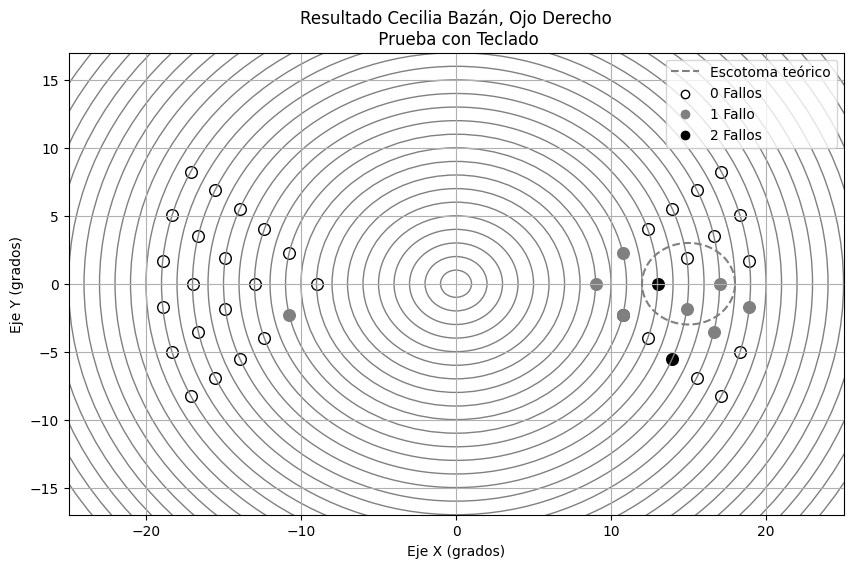 Resultado Cecilia Bazán, Ojo Derecho
Prueba con Teclado
Escotoma teórico
0 Fallos
1 Fallo
2 Fallos
15
10
5
0
−5
−10
−15
Eje Y (grados)
−20
−10
0
10
20
Eje X (grados)